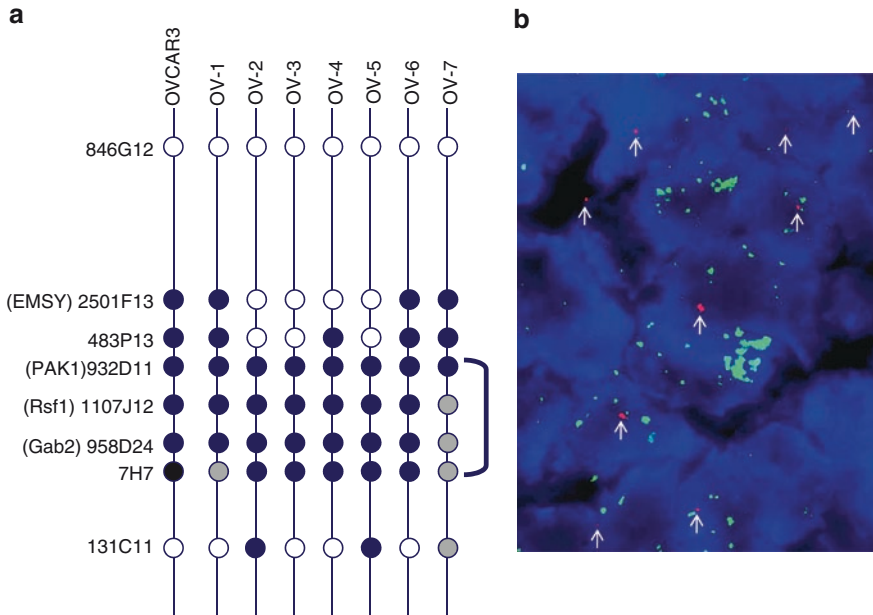 a
OVCAR3
OV-1
OV-2
OV-3
OV-4
OV-5
OV-6
OV-7
846G12
(EMSY) 2501F13
483P13
(PAK1)932D11
(Rsf1) 1107J12
(Gab2) 958D24
7H7
131C11
b